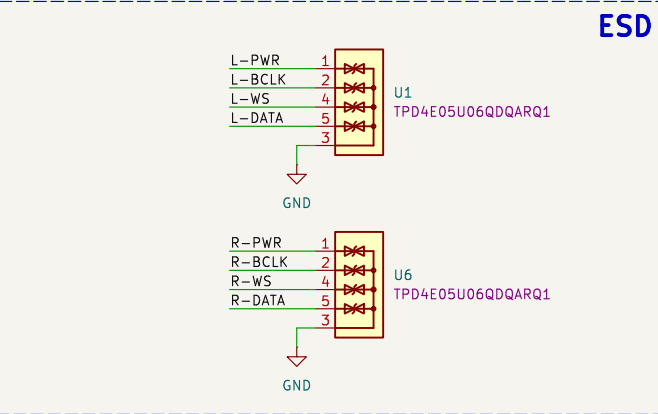 ESD
L-PWR 1
L-BCLK 2
L-WS 4
L-DATA 5
3
U1
TPD4E05U06QDQARQ1
GND
R-PWR 1
R-BCLK 2
R-WS 4
R-DATA 5
3
U6
TPD4E05U06QDQARQ1
GND